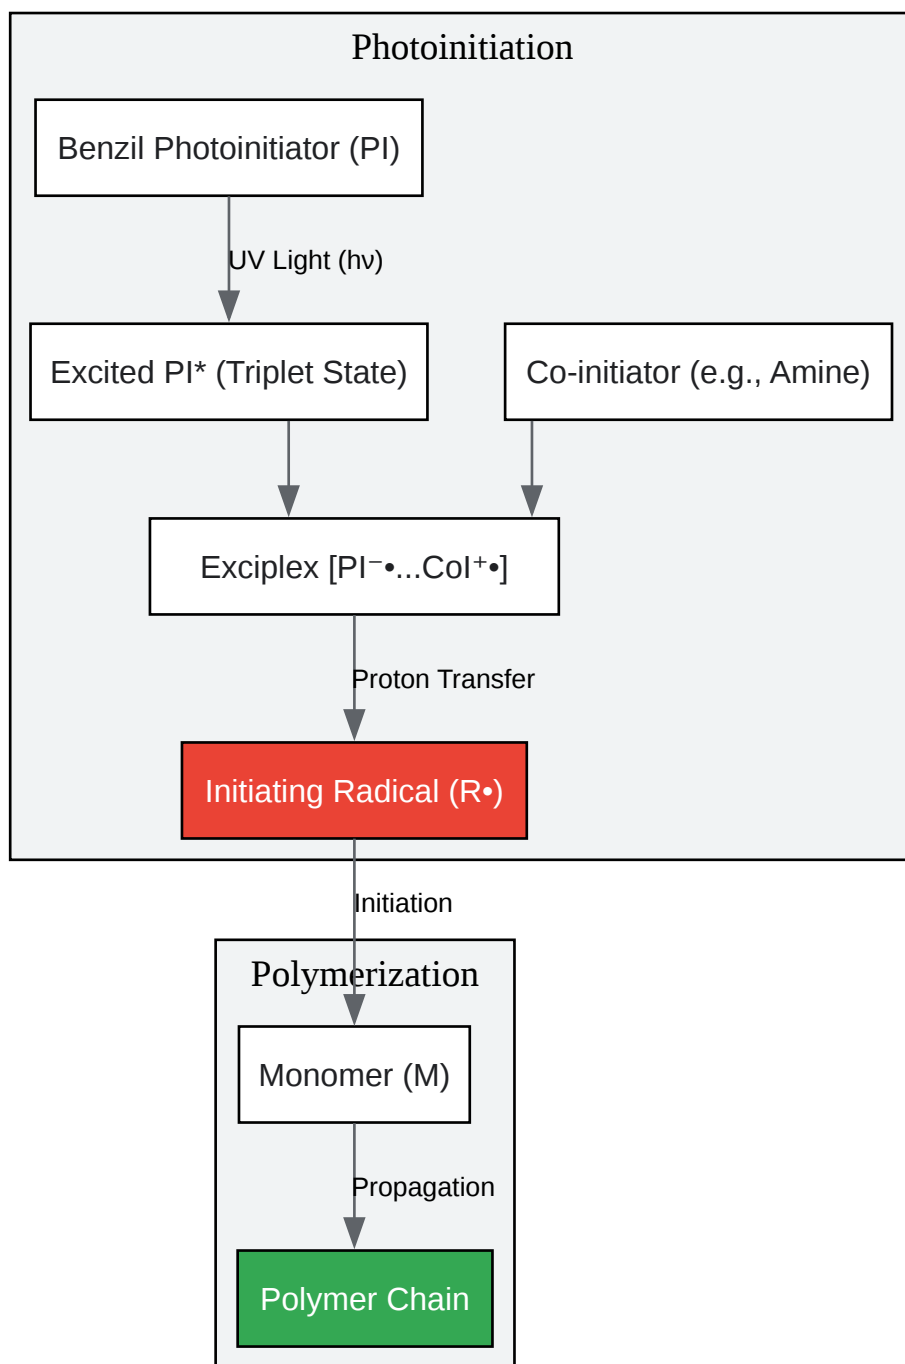 Photoinitiation
Benzil Photoinitiator (PI)
UV Light (hν)
Excited PI* (Triplet State)
Co-initiator (e.g., Amine)
Exciplex [PI⁻•...CoI⁺•]
Proton Transfer
Initiating Radical (R•)
Initiation
Polymerization
Monomer (M)
Propagation
Polymer Chain